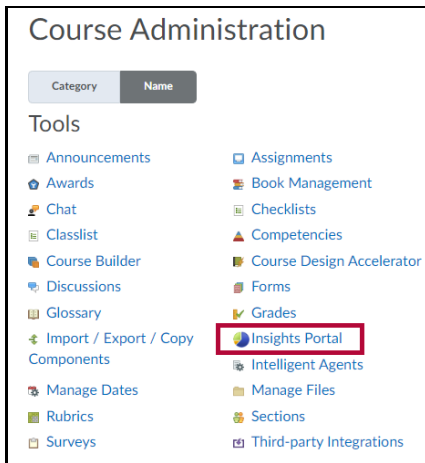 Course Administration
Category Name
Tools
Announcements Assignments
Awards Book Management
Chat Checklists
Classlist Competencies
Course Builder Course Design Accelerator
Discussions Forms
Glossary Grades
Import / Export / Copy Insights Portal
Components Intelligent Agents
Manage Dates Manage Files
Rubrics Sections
Surveys Third-party Integrations